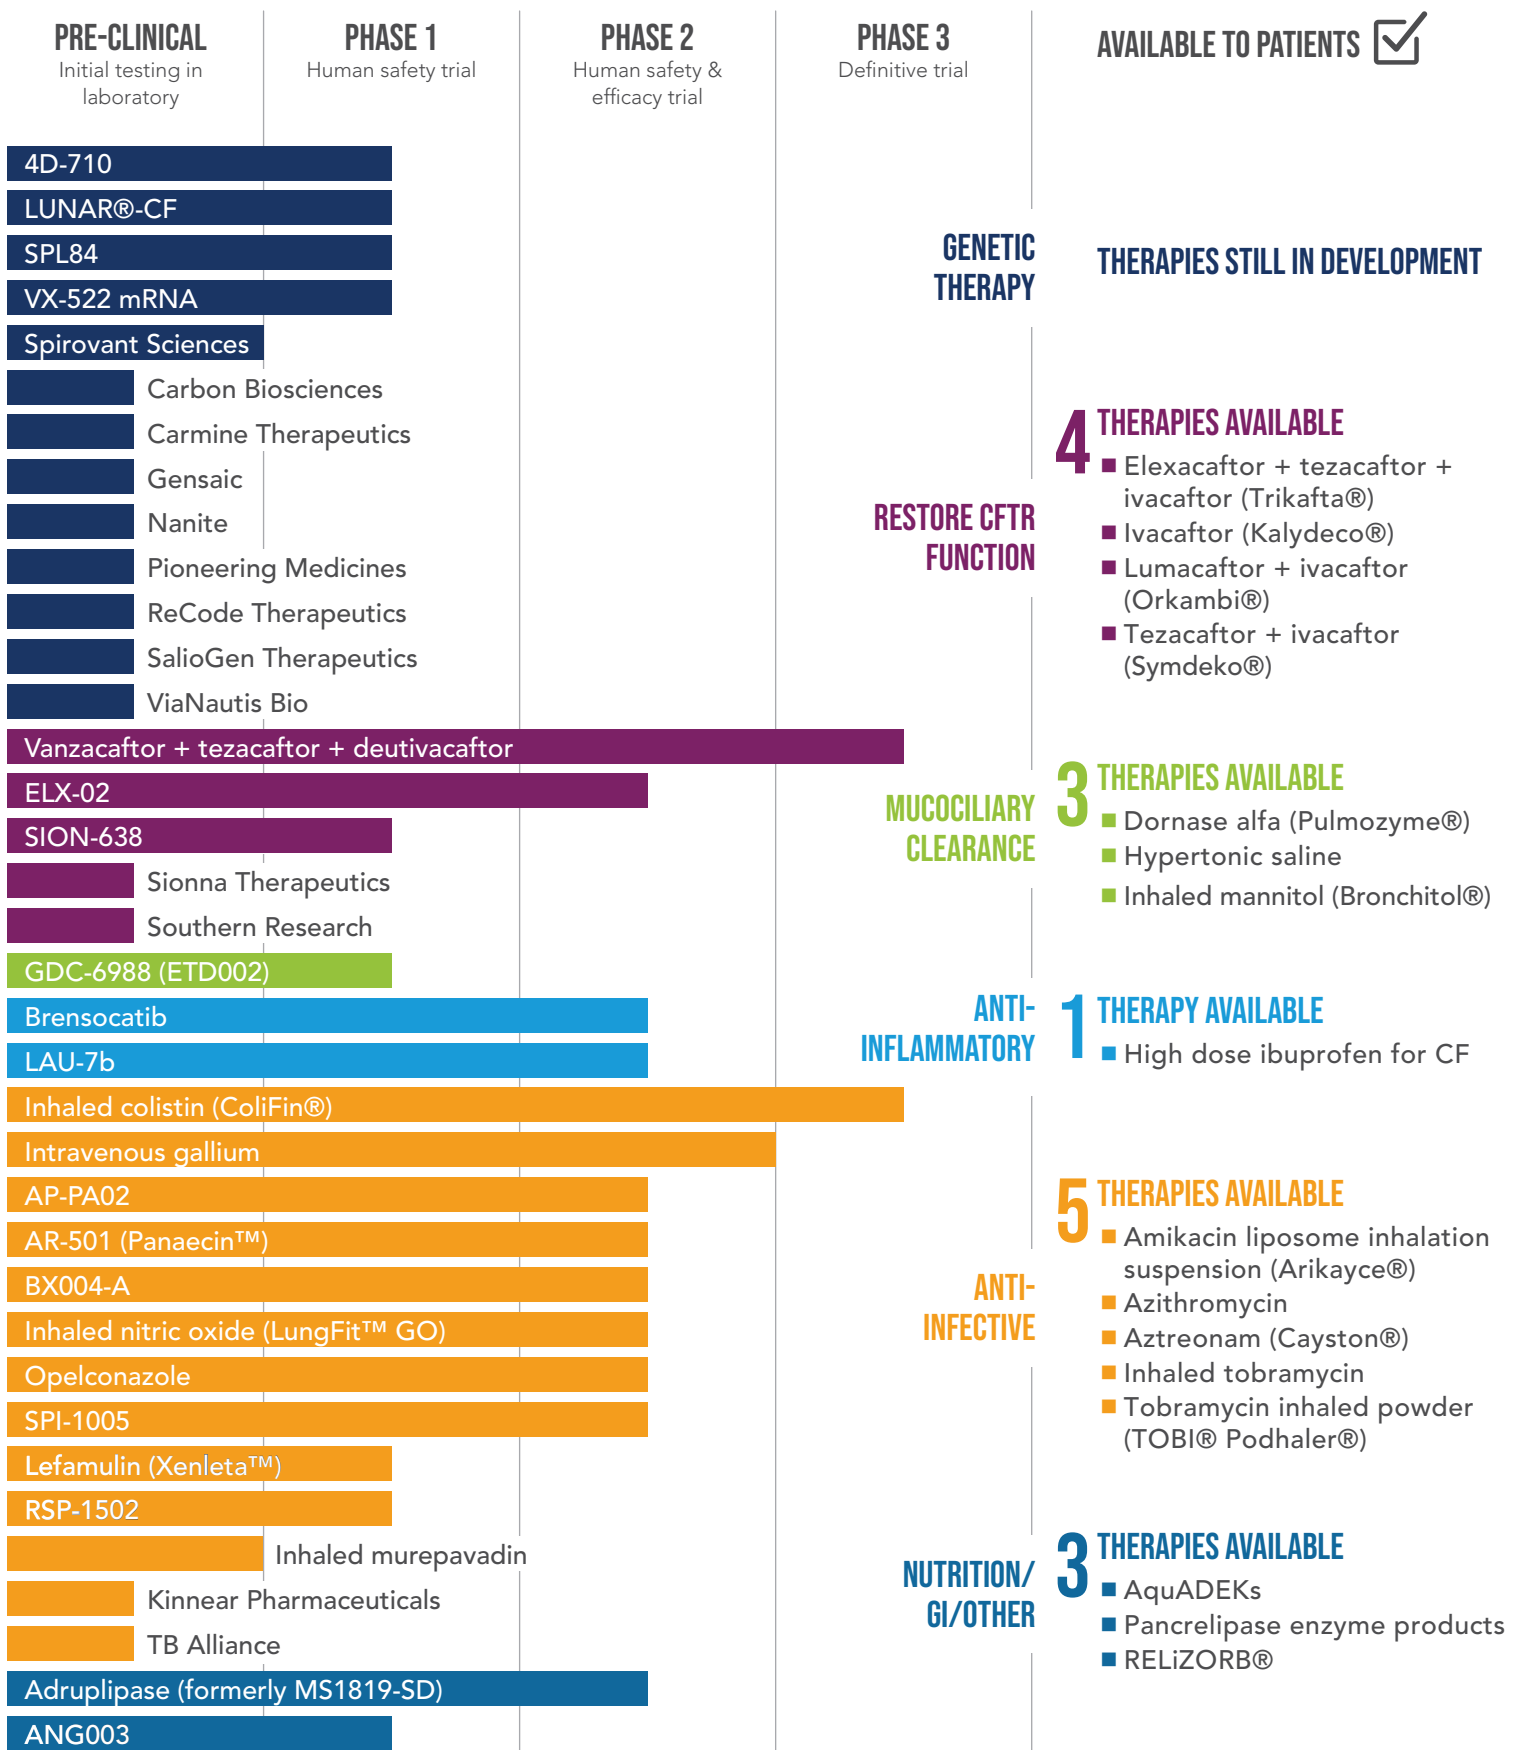 PRE-CLINICAL
Initial testing in
laboratory
PHASE 1
Human safety trial
PHASE 2
Human safety &
efficacy trial
PHASE 3
Definitive trial
AVAILABLE TO PATIENTS
4D-710
LUNAR®-CF
SPL84
VX-522 mRNA
Spirovant Sciences
Carbon Biosciences
Carmine Therapeutics
Gensaic
Nanite
Pioneering Medicines
ReCode Therapeutics
SalioGen Therapeutics
ViaNautis Bio
Vanzacaftor + tezacaftor + deutivacaftor
ELX-02
SION-638
Sionna Therapeutics
Southern Research
GDC-6988 (ETD002)
Brensocatib
LAU-7b
Inhaled colistin (ColiFin®)
Intravenous gallium
AP-PA02
AR-501 (Panaecin™)
BX004-A
Inhaled nitric oxide (LungFit™ GO)
Opelconazole
SPI-1005
Lefamulin (Xenleta™)
RSP-1502
Inhaled murepavadin
Kinnear Pharmaceuticals
TB Alliance
Adruplipase (formerly MS1819-SD)
ANG003
GENETIC
THERAPY
THERAPIES STILL IN DEVELOPMENT
RESTORE CFTR
FUNCTION
4 THERAPIES AVAILABLE
Elexacaftor + tezacaftor +
ivacaftor (Trikafta®)
Ivacaftor (Kalydeco®)
Lumacaftor + ivacaftor
(Orkambi®)
Tezacaftor + ivacaftor
(Symdeko®)
MUCOCILIARY
CLEARANCE
3 THERAPIES AVAILABLE
Dornase alfa (Pulmozyme®)
Hypertonic saline
Inhaled mannitol (Bronchitol®)
ANTI-
INFLAMMATORY
1 THERAPY AVAILABLE
High dose ibuprofen for CF
ANTI-
INFECTIVE
5 THERAPIES AVAILABLE
Amikacin liposome inhalation
suspension (Arikayce®)
Azithromycin
Aztreonam (Cayston®)
Inhaled tobramycin
Tobramycin inhaled powder
(TOBI® Podhaler®)
NUTRITION/
GI/OTHER
3 THERAPIES AVAILABLE
AquADEKs
Pancrelipase enzyme products
RELiZORB®